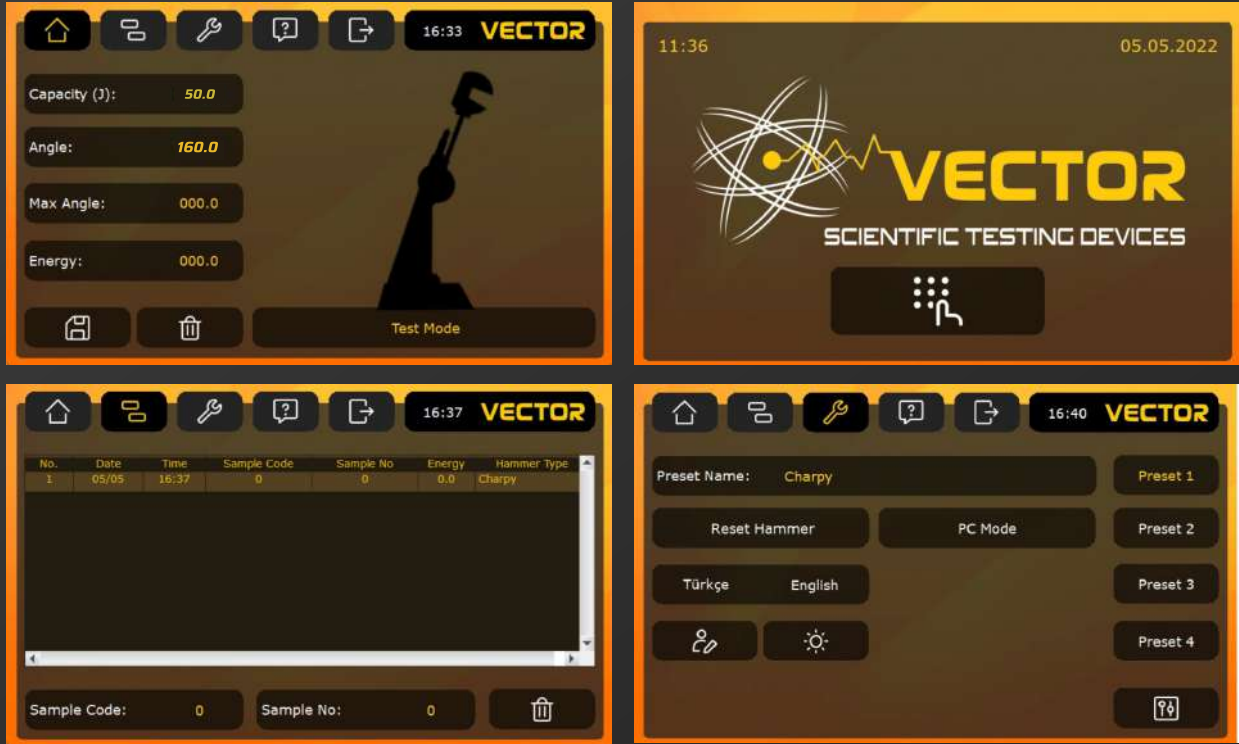 16:33 VECTOR
Capacity (J): 50.0
Angle: 160.0
Max Angle: 000.0
Energy: 000.0
Test Mode
11:36 05.05.2022
VECTOR
SCIENTIFIC TESTING DEVICES
16:37 VECTOR
No. Date Time Sample Code Sample No Energy Hammer Type
1 05/05 16:37 0 0 0.0 Charpy
Sample Code: 0 Sample No: 0
16:40 VECTOR
Preset Name: Charpy Preset 1
Reset Hammer PC Mode Preset 2
Türkçe English Preset 3
Preset 4